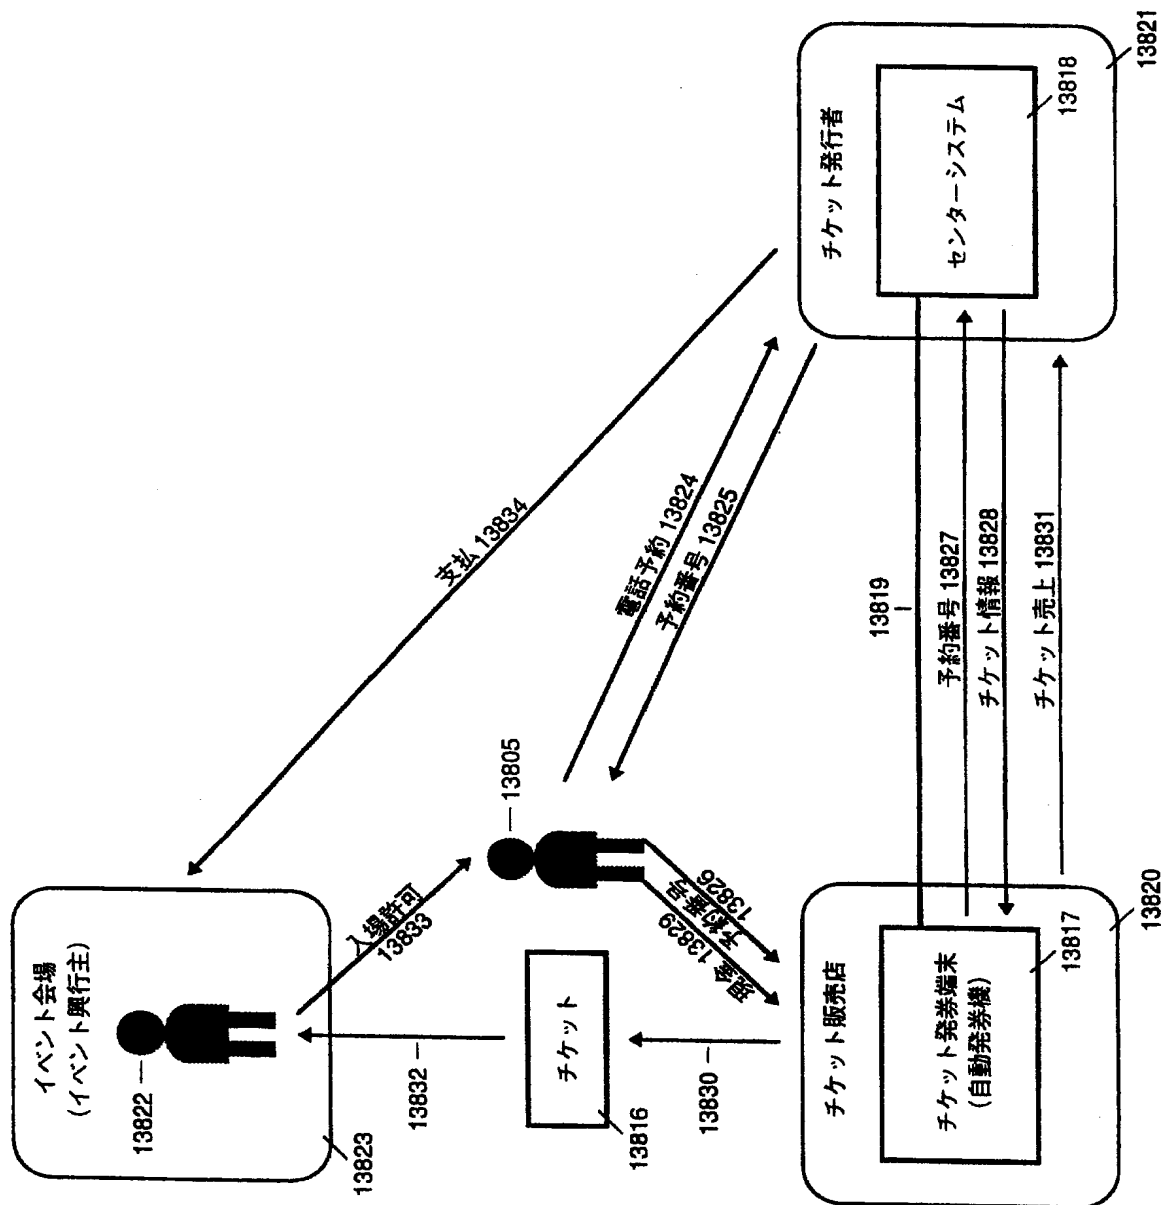 イベント会場
(イベント興行主)
13822
13823
13832
入場許可
13833
チケット
13816
13830
13805
現金
13829
予約番号
13826
支払 13834
電話予約 13824
予約番号 13825
チケット販売店
チケット発券端末
(自動発券機)
13817
13820
13819
予約番号 13827
チケット情報 13828
チケット売上 13831
チケット発行者
センターシステム
13818
13821